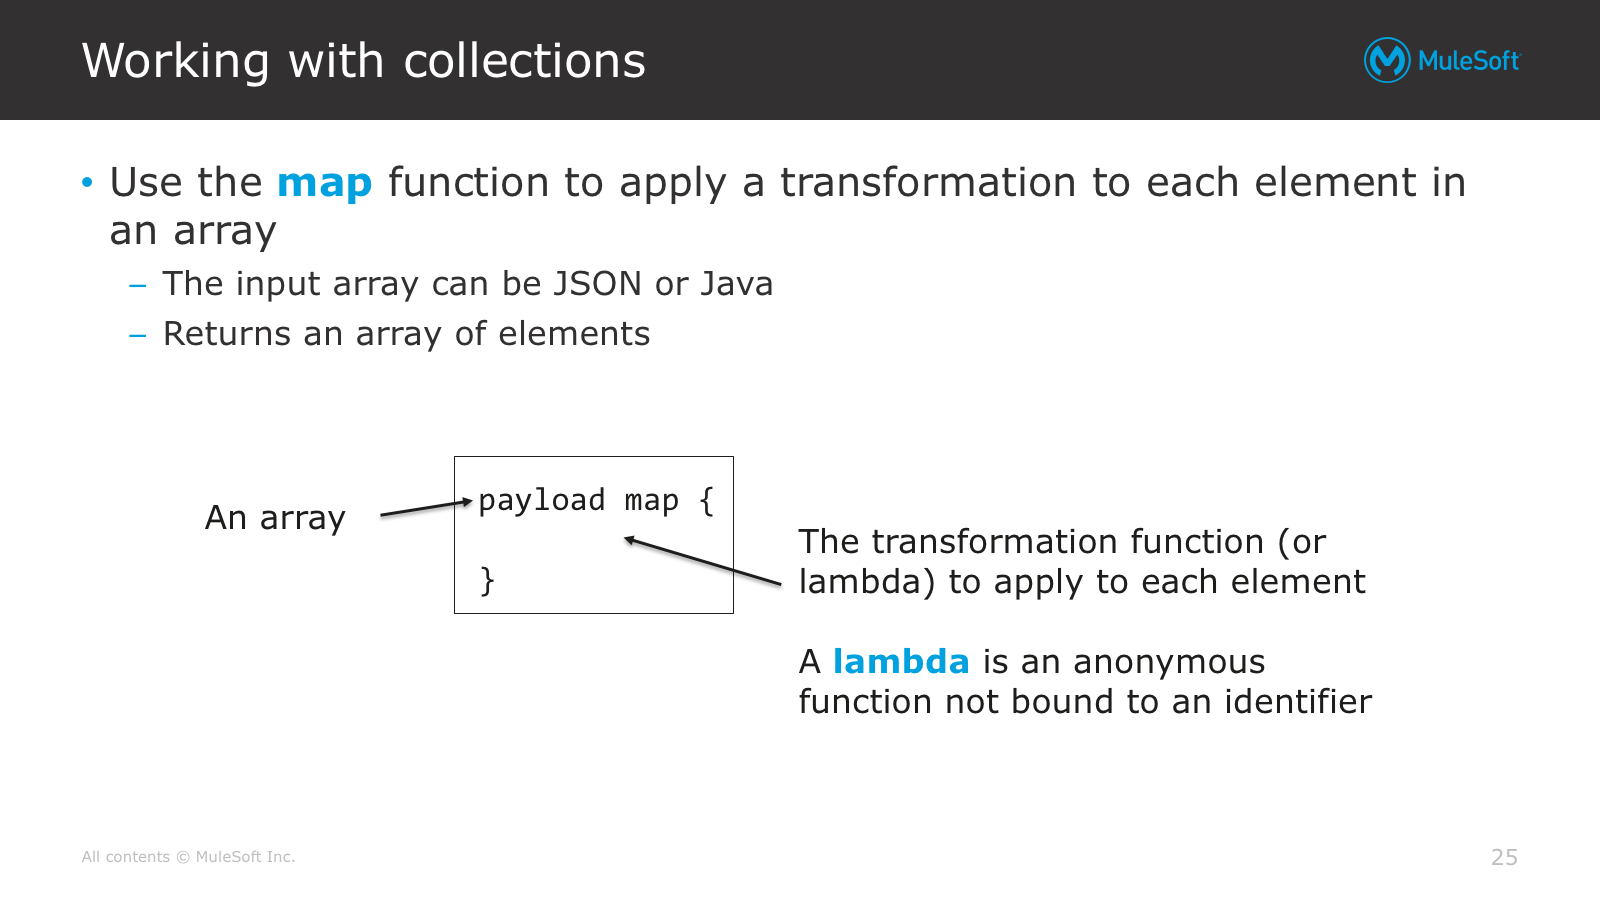 Working with collections
MuleSoft
• Use the map function to apply a transformation to each element in
an array
– The input array can be JSON or Java
– Returns an array of elements
An array
payload map {
}
The transformation function (or
lambda) to apply to each element
A lambda is an anonymous
function not bound to an identifier
All contents © MuleSoft Inc.
25